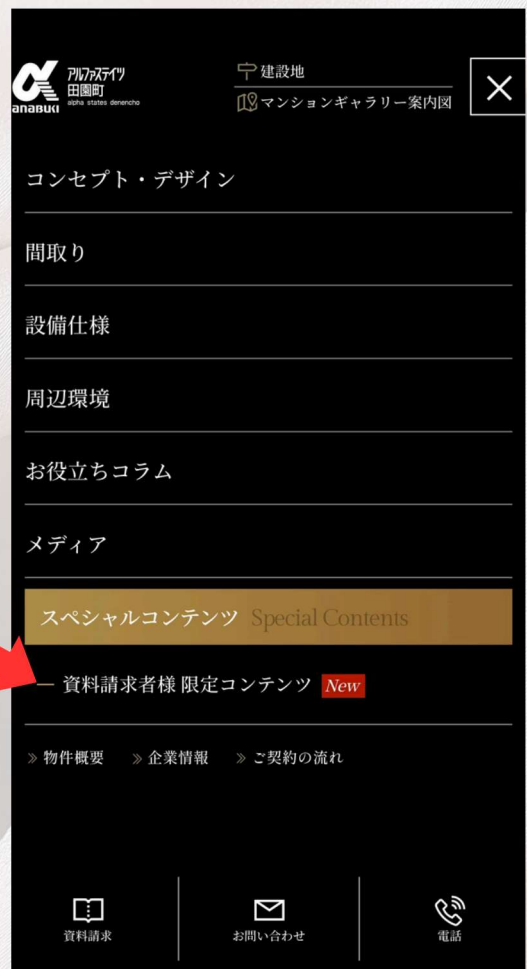 アルファステイツ
田園町
alpha states denencho
anabuki
建設地
マンションギャラリー案内図
コンセプト・デザイン
間取り
設備仕様
周辺環境
お役立ちコラム
メディア
スペシャルコンテンツ Special Contents
資料請求者様 限定コンテンツ New
» 物件概要 » 企業情報 » ご契約の流れ
資料請求 お問い合わせ 電話